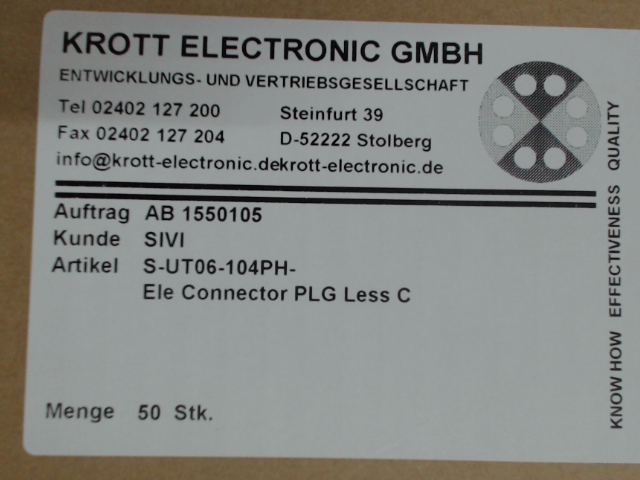 KROTT ELECTRONIC GMBH
ENTWICKLUNGS- UND VERTRIEBSGESELLSCHAFT
Tel 02402 127 200 Steinfurt 39
Fax 02402 127 204 D-52222 Stolberg
info@krott-electronic.dekrott-electronic.de
Auftrag AB 1550105
Kunde SIVI
Artikel S-UT06-104PH-
Ele Connector PLG Less C
Menge 50 Stk.
KNOW HOW EFFECTIVENESS QUALITY